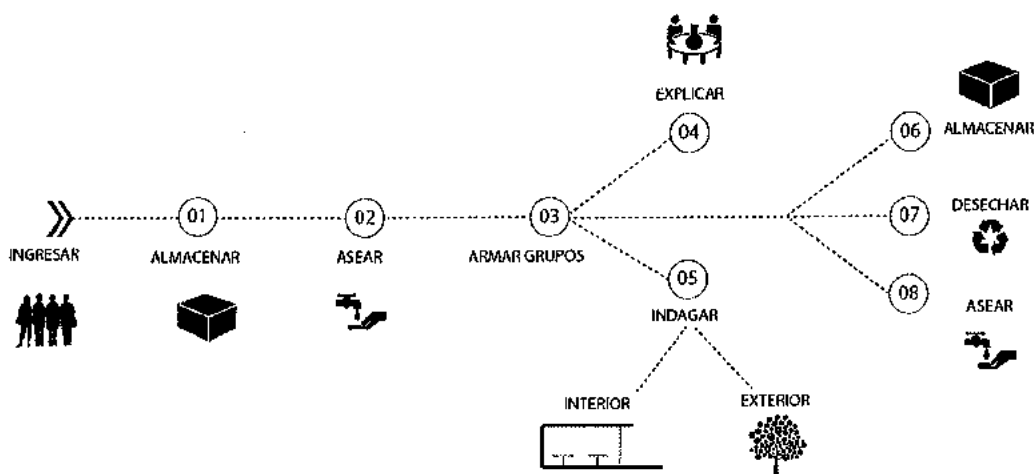 EXPLICAR
04
06
ALMACENAR
01
02
03
07
DESECHAR
INGRESAR
ALMACENAR
ASEAR
ARMAR GRUPOS
05
INDAGAR
08
ASEAR
INTERIOR
EXTERIOR